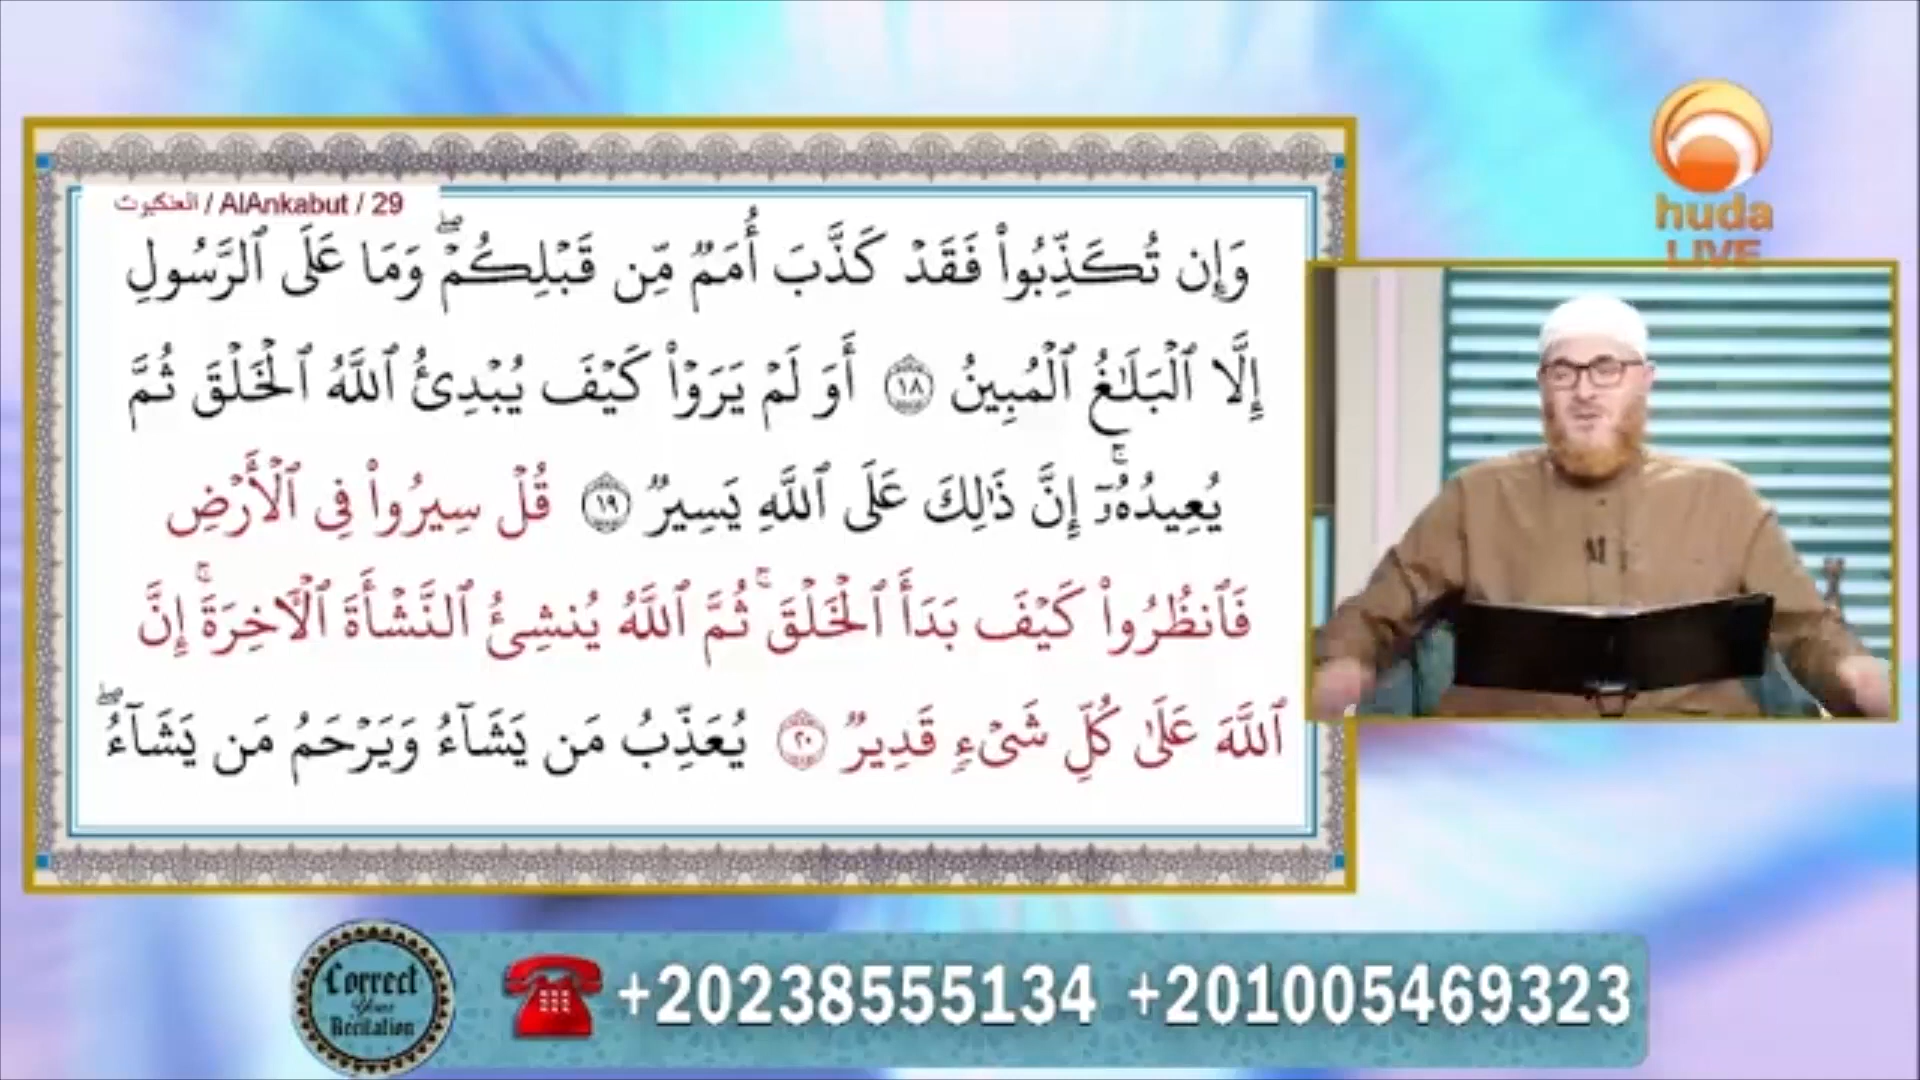 العنكبوت / AlAnkabut / 29
وَإِن تُكَذِّبُوا۟ فَقَدْ كَذَّبَ أُمَمٌ مِّن قَبْلِكُمْ ۖ وَمَا عَلَى ٱلرَّسُولِ
إِلَّا ٱلْبَلَـٰغُ ٱلْمُبِينُ ١٨ أَوَ لَمْ يَرَوْا۟ كَيْفَ يُبْدِئُ ٱللَّهُ ٱلْخَلْقَ ثُمَّ
يُعِيدُهُۥٓ ۚ إِنَّ ذَٰلِكَ عَلَى ٱللَّهِ يَسِيرٌ ١٩ قُلْ سِيرُوا۟ فِى ٱلْأَرْضِ
فَٱنظُرُوا۟ كَيْفَ بَدَأَ ٱلْخَلْقَ ۚ ثُمَّ ٱللَّهُ يُنشِئُ ٱلنَّشْأَةَ ٱلْـَٔاخِرَةَ ۚ إِنَّ
ٱللَّهَ عَلَىٰ كُلِّ شَىْءٍ قَدِيرٌ ٢٠ يُعَذِّبُ مَن يَشَآءُ وَيَرْحَمُ مَن يَشَآءُ ۖ
huda
LIVE
Correct
Your
Recitation
+20238555134 +201005469323